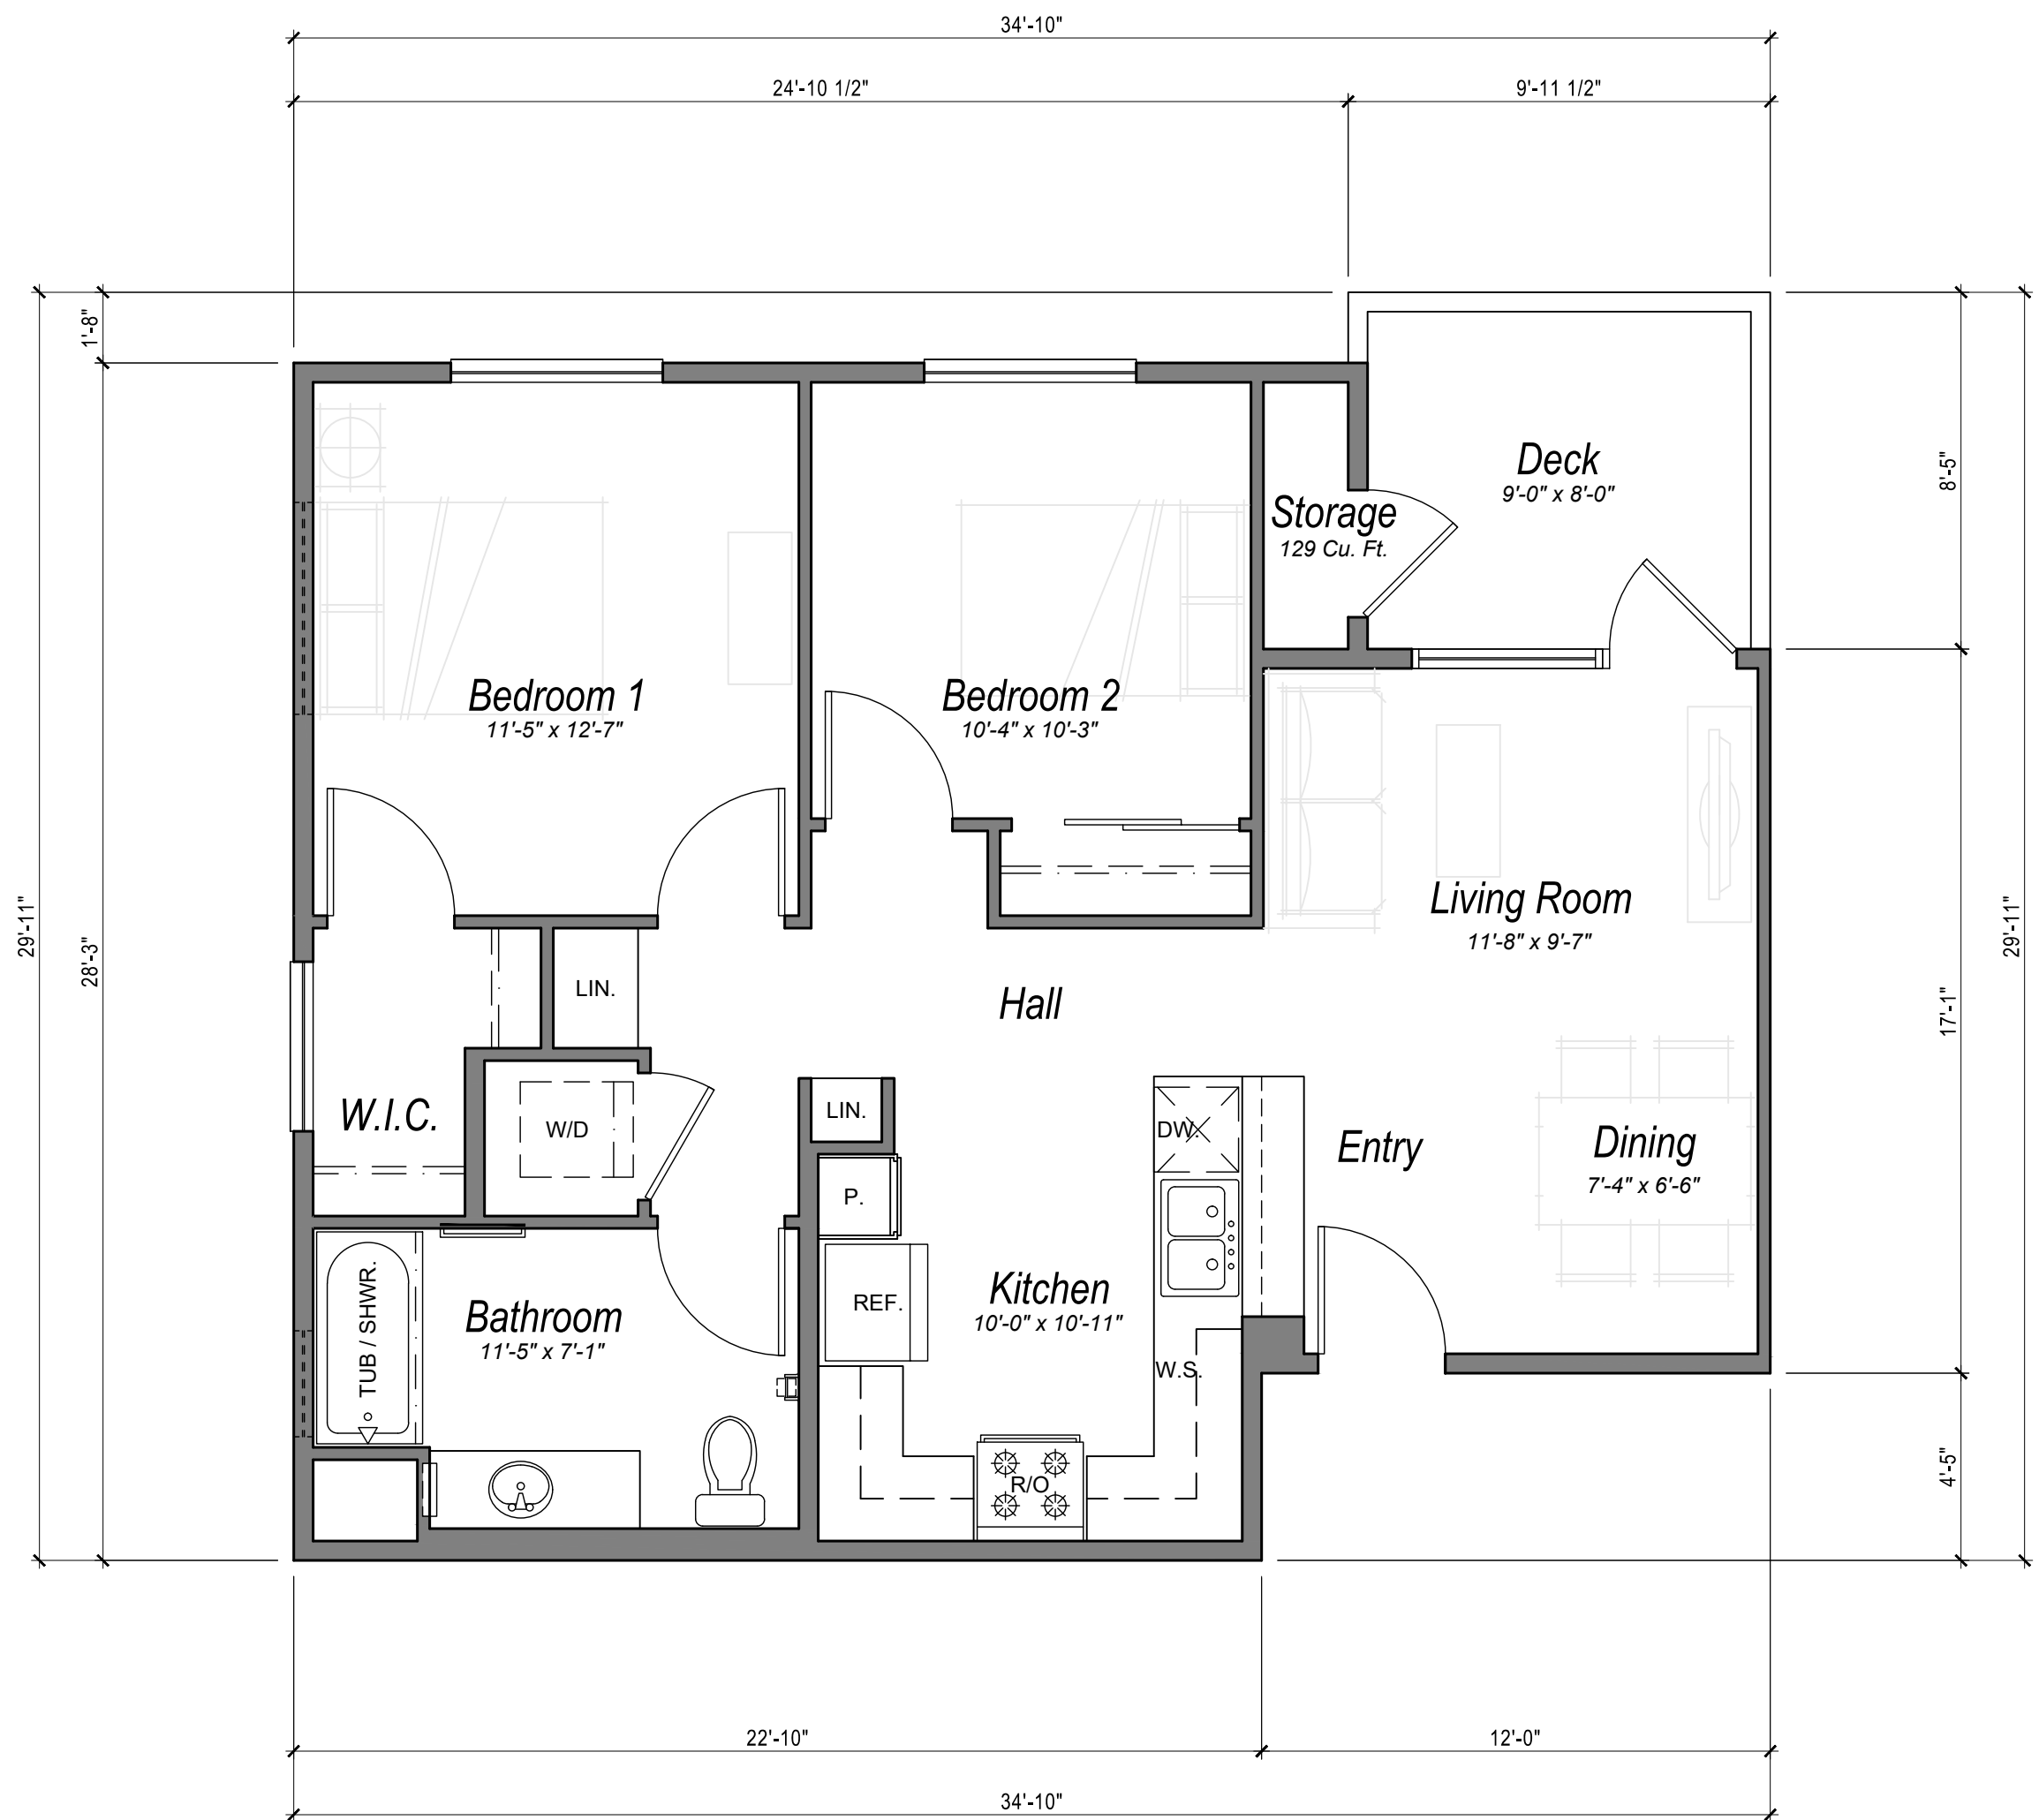 34'-10"
24'-10 1/2"
9'-11 1/2"
1'-8"
8'-5"
Deck
9'-0" x 8'-0"
Storage
129 Cu. Ft.
Bedroom 1
11'-5" x 12'-7"
Bedroom 2
10'-4" x 10'-3"
Living Room
11'-8" x 9'-7"
29'-11"
28'-3"
17'-1"
29'-11"
LIN.
Hall
W.I.C.
W/D
LIN.
DW.
Entry
Dining
7'-4" x 6'-6"
P.
TUB / SHWR.
Bathroom
11'-5" x 7'-1"
REF.
Kitchen
10'-0" x 10'-11"
W.S.
R/O
4'-5"
22'-10"
12'-0"
34'-10"